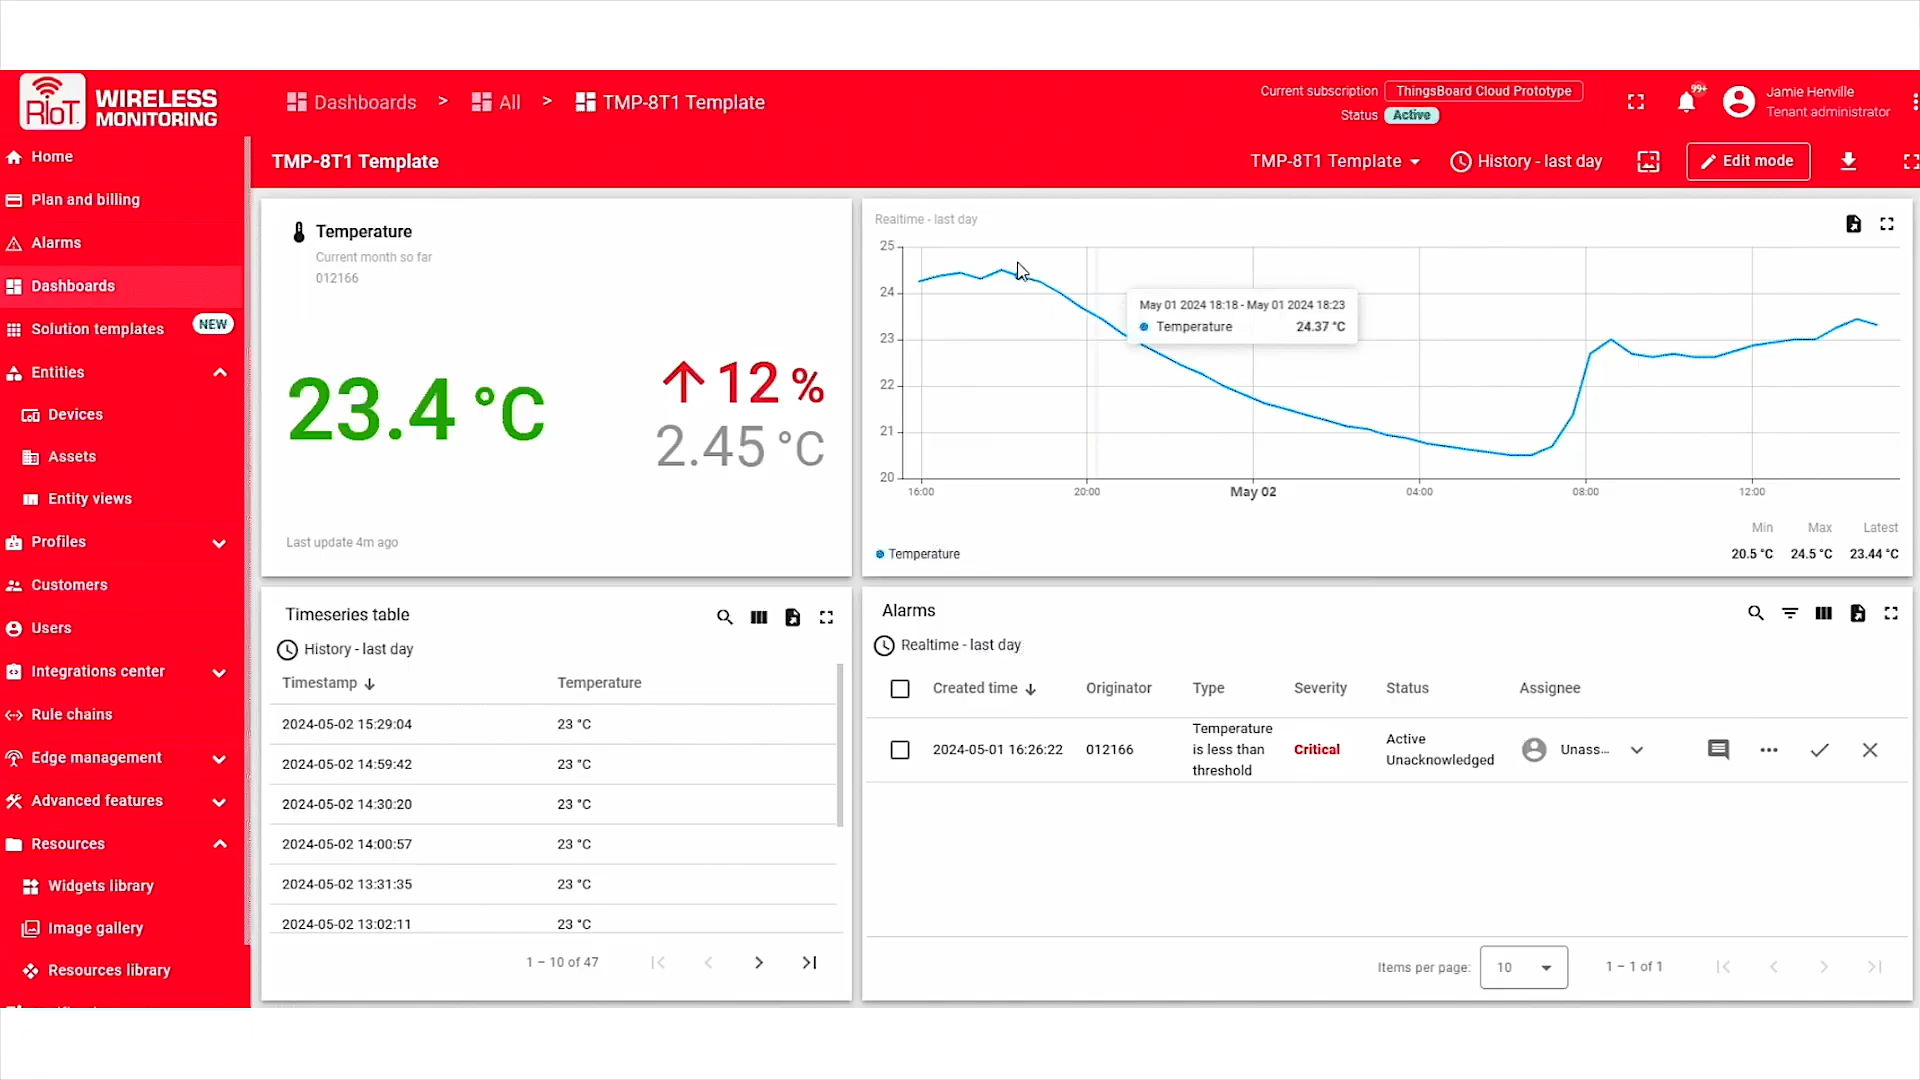 RIoT
WIRELESS
MONITORING
Dashboards > All > TMP-8T1 Template
Current subscription ThingsBoard Cloud Prototype
Status Active
99+
Jamie Henville
Tenant administrator
Home
Plan and billing
Alarms
Dashboards
Solution templates NEW
Entities
Devices
Assets
Entity views
Profiles
Customers
Users
Integrations center
Rule chains
Edge management
Advanced features
Resources
Widgets library
Image gallery
Resources library
TMP-8T1 Template
TMP-8T1 Template
History - last day
Edit mode
Temperature
Current month so far
012166
23.4 °C
↑ 12 %
2.45 °C
Last update 4m ago
Realtime - last day
25
24
23
22
21
20
16:00 20:00 May 02 04:00 08:00 12:00
May 01 2024 18:18 - May 01 2024 18:23
Temperature 24.37 °C
Min Max Latest
Temperature 20.5 °C 24.5 °C 23.44 °C
Timeseries table
History - last day
Timestamp Temperature
2024-05-02 15:29:04 23 °C
2024-05-02 14:59:42 23 °C
2024-05-02 14:30:20 23 °C
2024-05-02 14:00:57 23 °C
2024-05-02 13:31:35 23 °C
2024-05-02 13:02:11 23 °C
1 – 10 of 47
Alarms
Realtime - last day
Created time Originator Type Severity Status Assignee
2024-05-01 16:26:22 012166
Temperature
is less than
threshold
Critical
Active
Unacknowledged
Unass...
Items per page: 10 1 – 1 of 1